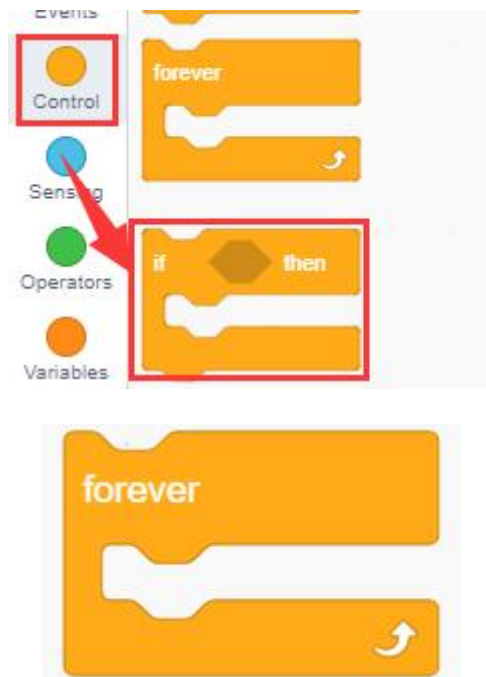 Events
forever
Control
Sensing
if then
Operators
Variables
forever